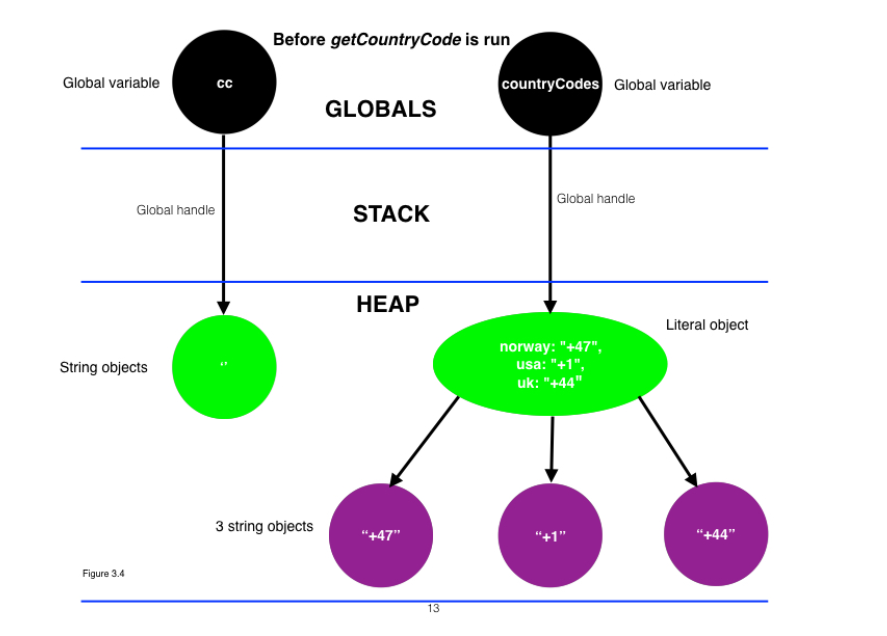 Before getCountryCode is run
Global variable
cc
countryCodes
Global variable
GLOBALS
Global handle
STACK
Global handle
HEAP
Literal object
String objects
‘’
norway: "+47",
usa: "+1",
uk: "+44"
3 string objects
“+47”
“+1”
“+44”
Figure 3.4
13